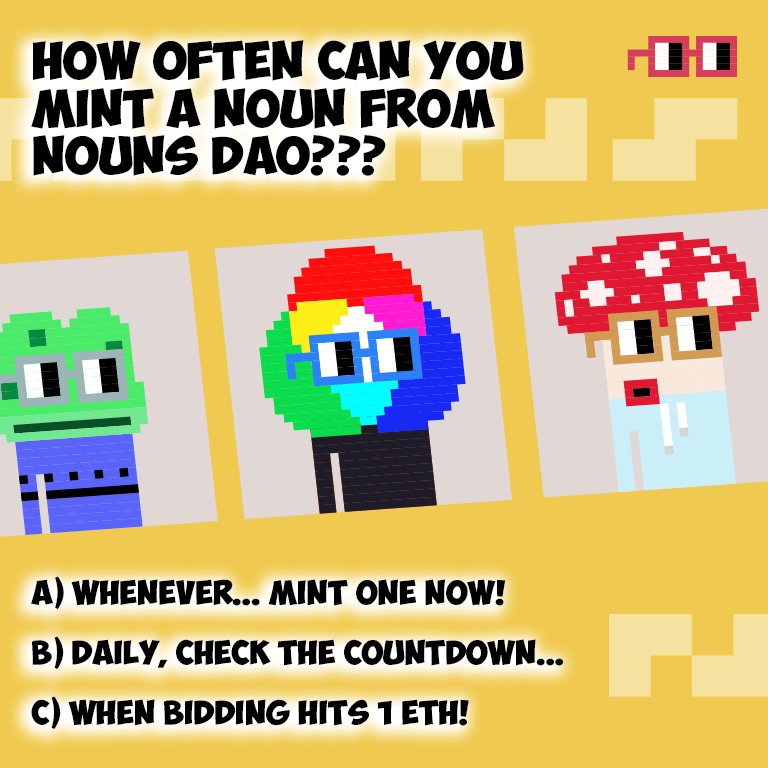 HOW OFTEN CAN YOU
MINT A NOUN FROM
NOUNS DAO???
A) WHENEVER... MINT ONE NOW!
B) DAILY, CHECK THE COUNTDOWN...
C) WHEN BIDDING HITS 1 ETH!